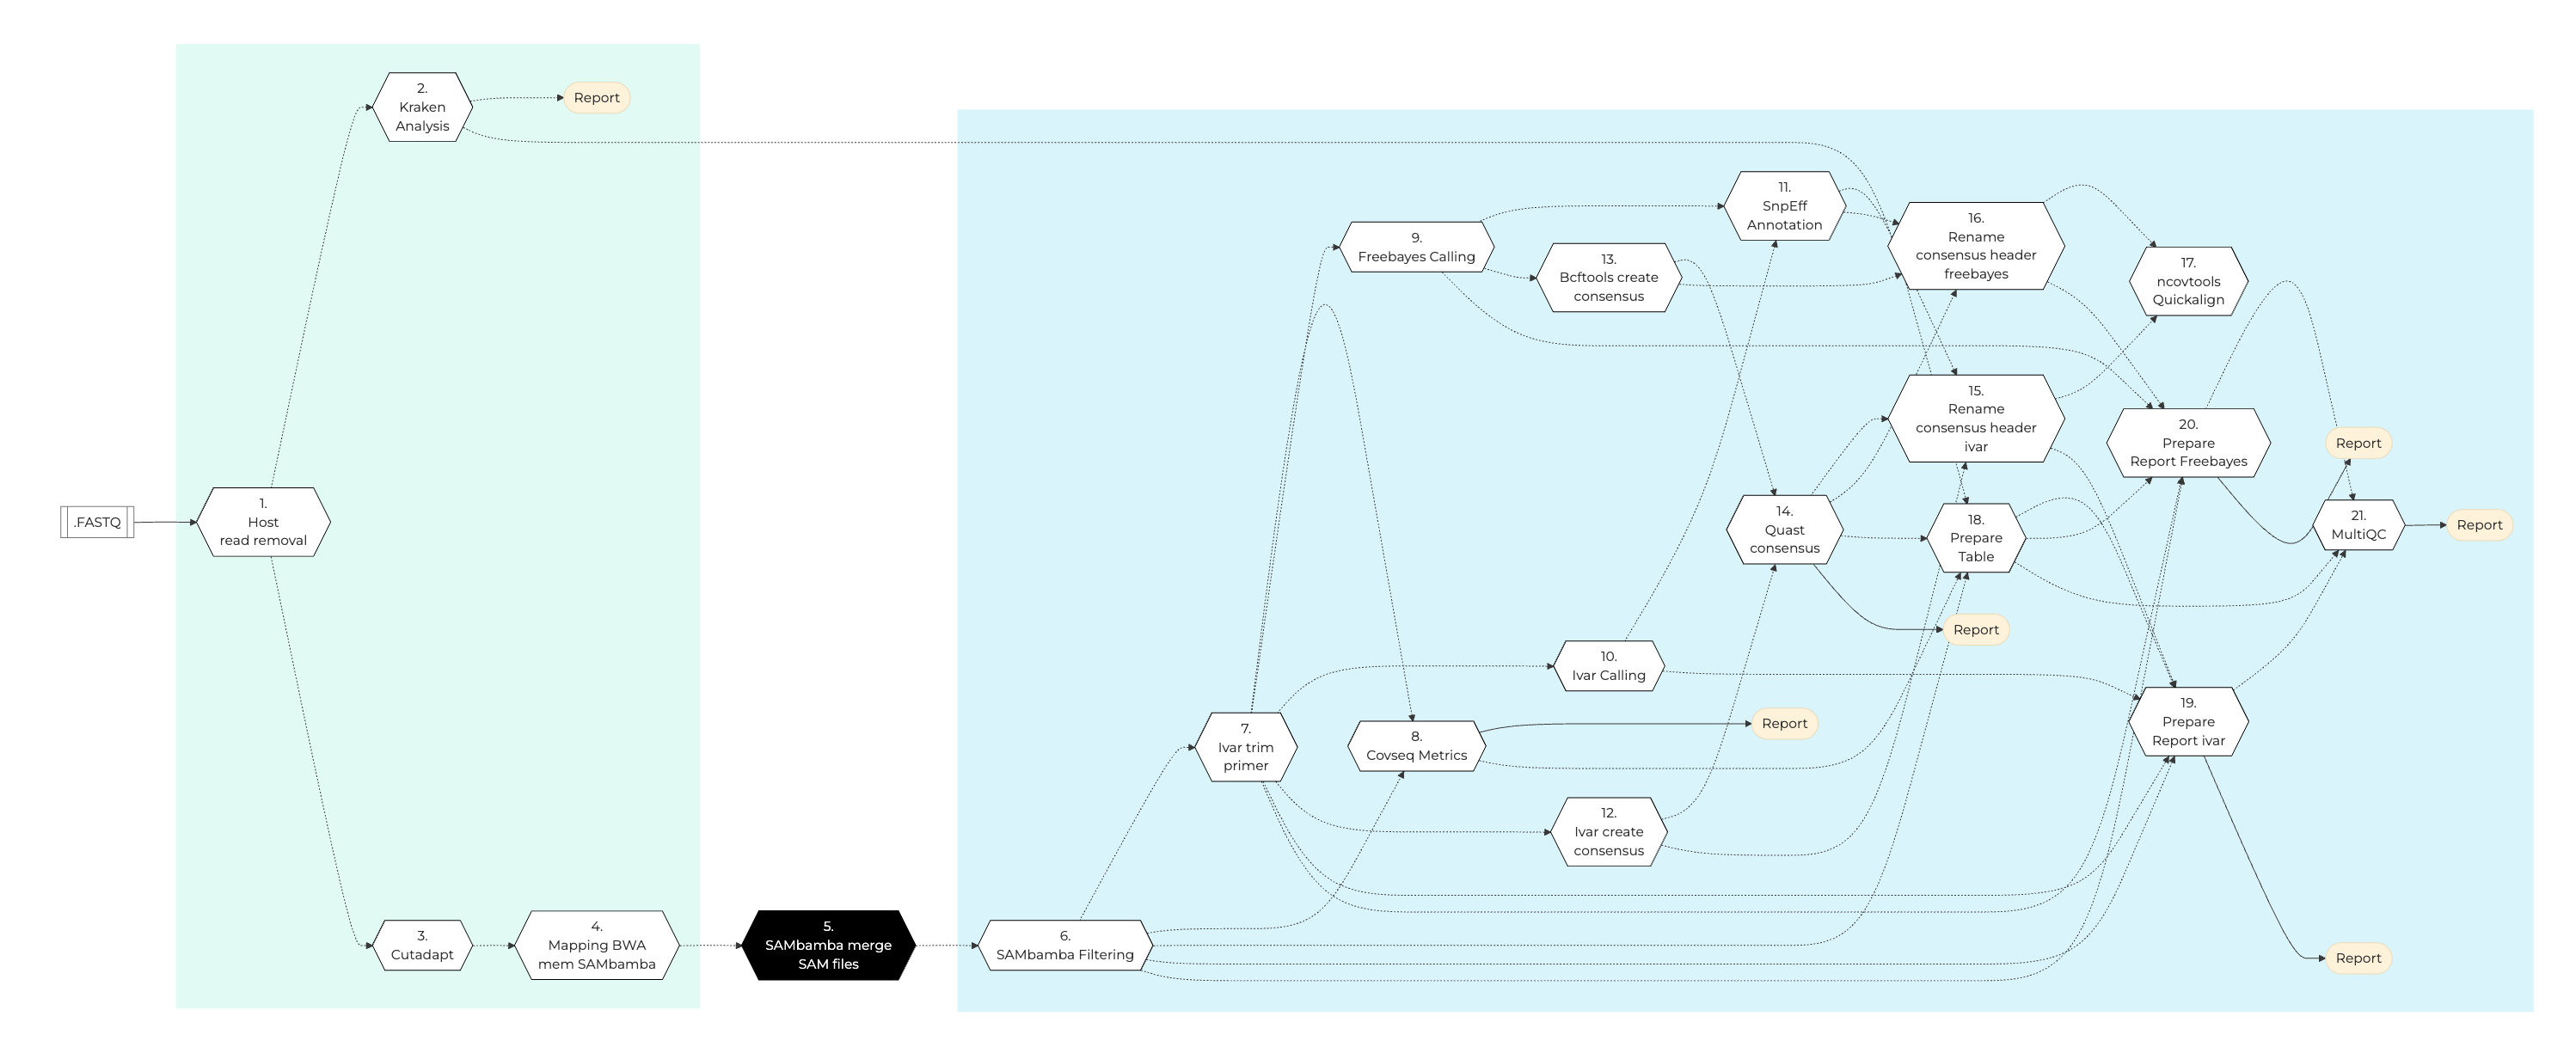 .FASTQ
1.
Host
read removal
2.
Kraken
Analysis
Report
3.
Cutadapt
4.
Mapping BWA
mem SAMbamba
5.
SAMbamba merge
SAM files
6.
SAMbamba Filtering
7.
Ivar trim
primer
8.
Covseq Metrics
Report
9.
Freebayes Calling
10.
Ivar Calling
11.
SnpEff
Annotation
12.
Ivar create
consensus
13.
Bcftools create
consensus
14.
Quast
consensus
Report
15.
Rename
consensus header
ivar
16.
Rename
consensus header
freebayes
17.
ncovtools
Quickalign
18.
Prepare
Table
19.
Prepare
Report ivar
Report
20.
Prepare
Report Freebayes
Report
21.
MultiQC
Report